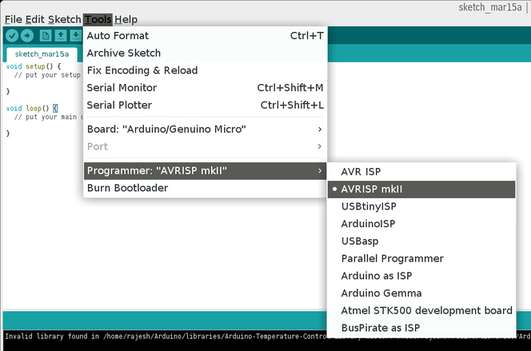 sketch_mar15a
File Edit Sketch Tools Help
sketch_mar15a
void setup() {
// put your setup
}
void loop() {
// put your main
}
Auto Format Ctrl+T
Archive Sketch
Fix Encoding & Reload
Serial Monitor Ctrl+Shift+M
Serial Plotter Ctrl+Shift+L
Board: "Arduino/Genuino Micro" ›
Port ›
Programmer: "AVRISP mkII" ›
Burn Bootloader
AVR ISP
• AVRISP mkII
USBtinyISP
ArduinoISP
USBasp
Parallel Programmer
Arduino as ISP
Arduino Gemma
Atmel STK500 development board
BusPirate as ISP
Invalid library found in /home/rajesh/Arduino/libraries/Arduino-Temperature-Contro